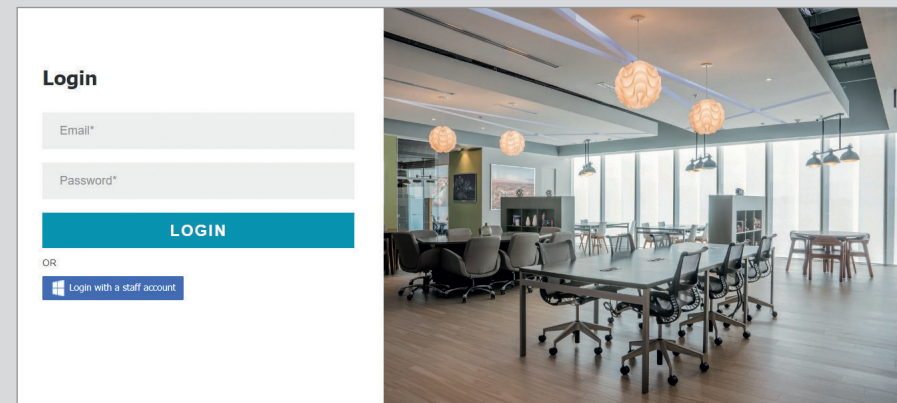 Login
Email*
Password*
LOGIN
OR
Login with a staff account